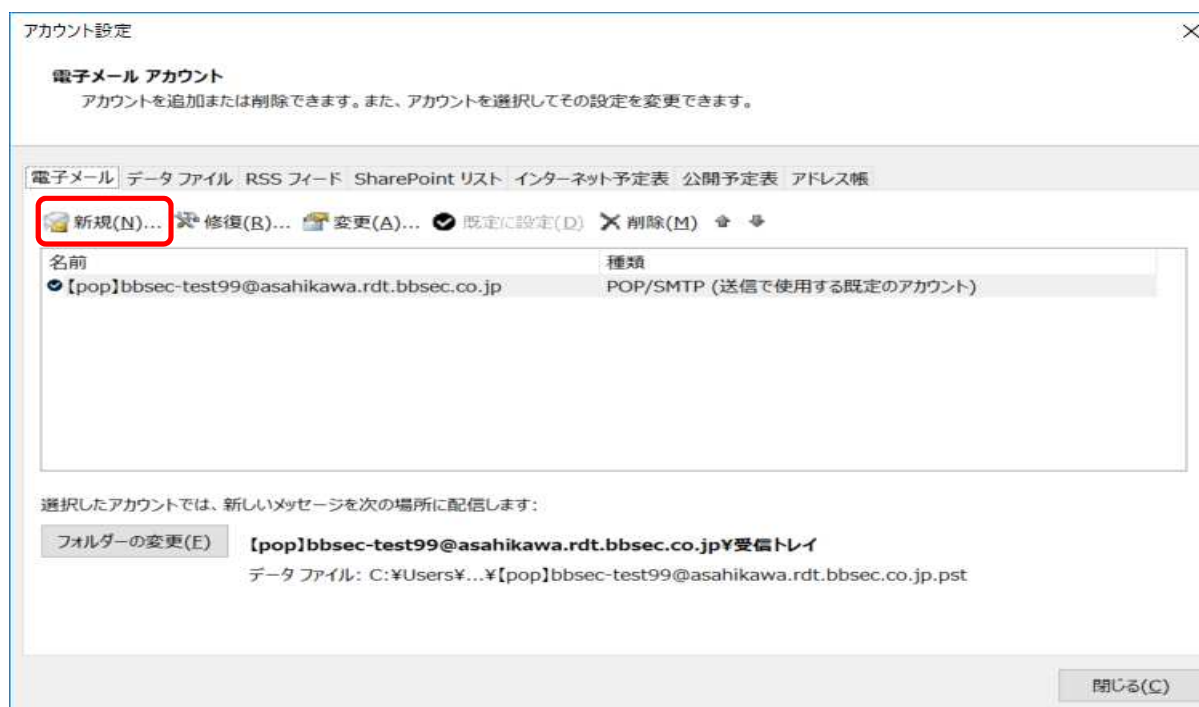 アカウント設定
電子メール アカウント
アカウントを追加または削除できます。また、アカウントを選択してその設定を変更できます。
電子メール データ ファイル RSS フィード SharePoint リスト インターネット予定表 公開予定表 アドレス帳
新規(N)... 修復(R)... 変更(A)... 既定に設定(D) 削除(M)
名前 種類
【pop】bbsec-test99@asahikawa.rdt.bbsec.co.jp POP/SMTP (送信で使用する既定のアカウント)
選択したアカウントでは、新しいメッセージを次の場所に配信します:
フォルダーの変更(E) 【pop】bbsec-test99@asahikawa.rdt.bbsec.co.jp¥受信トレイ
データ ファイル: C:¥Users¥...¥【pop】bbsec-test99@asahikawa.rdt.bbsec.co.jp.pst
閉じる(C)